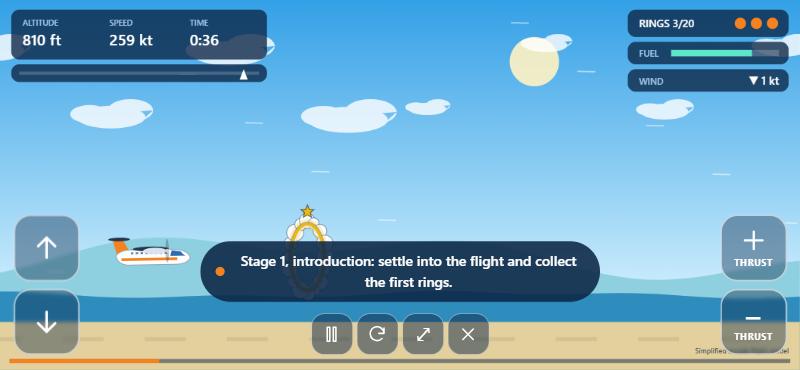 ALTITUDE SPEED TIME
810 ft 259 kt 0:36
RINGS 3/20
FUEL
WIND ▼ 1 kt
Stage 1, introduction: settle into the flight and collect
the first rings.
THRUST
THRUST
Simplified